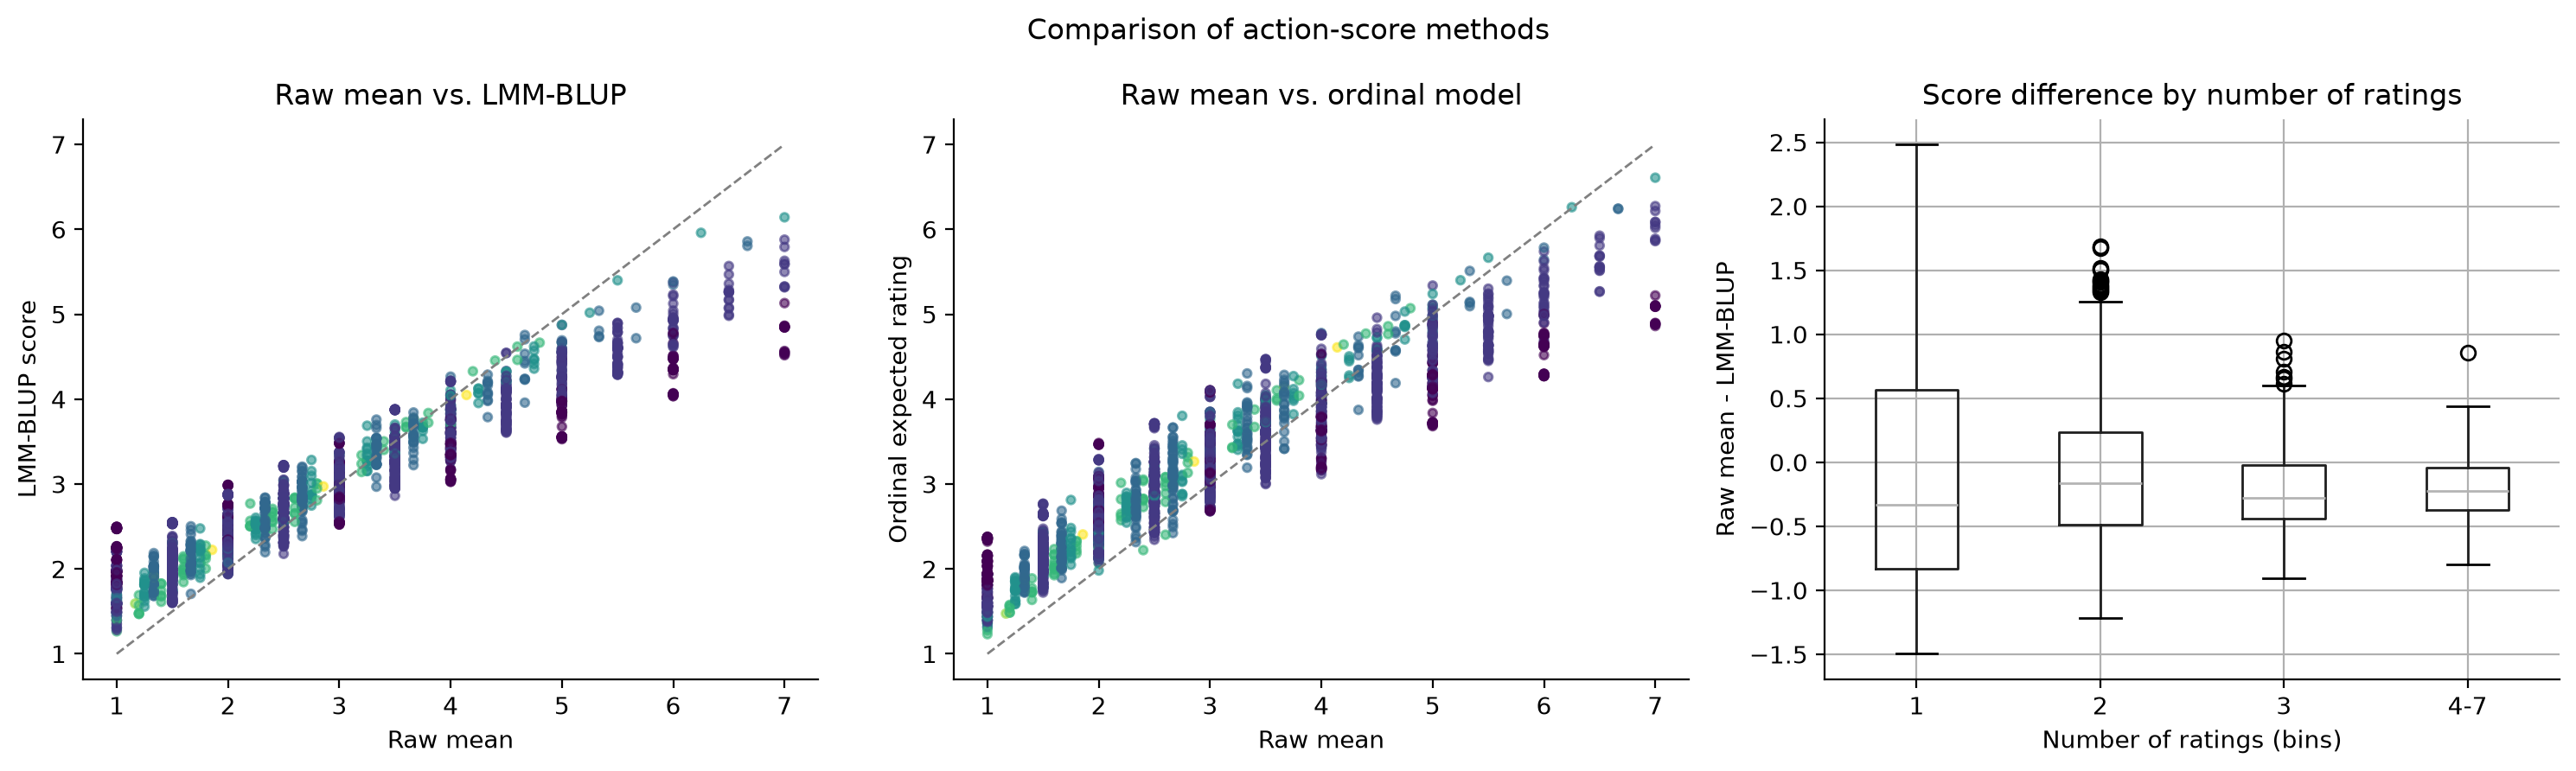 Comparison of action-score methods
Raw mean vs. LMM-BLUP
LMM-BLUP score
7
6
5
4
3
2
1
1 2 3 4 5 6 7
Raw mean
Raw mean vs. ordinal model
Ordinal expected rating
7
6
5
4
3
2
1
1 2 3 4 5 6 7
Raw mean
Score difference by number of ratings
Raw mean - LMM-BLUP
2.5
2.0
1.5
1.0
0.5
0.0
−0.5
−1.0
−1.5
1 2 3 4-7
Number of ratings (bins)